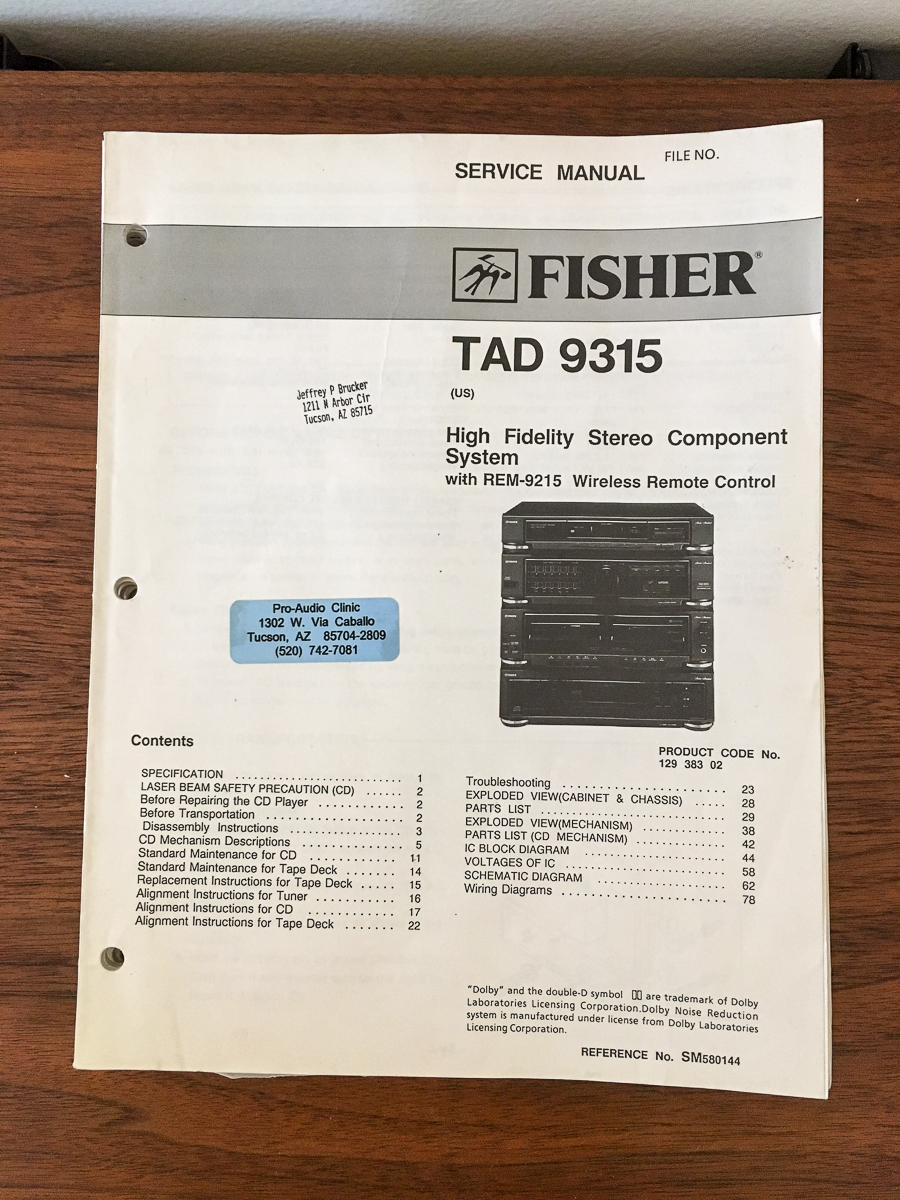 FILE NO.
SERVICE MANUAL
FISHER®
TAD 9315
(US)
Jeffrey P Brucker
1211 N Arbor Cir
Tucson, AZ 85715
High Fidelity Stereo Component
System
with REM-9215 Wireless Remote Control
Pro-Audio Clinic
1302 W. Via Caballo
Tucson, AZ 85704-2809
(520) 742-7081
Contents
SPECIFICATION ......................... 1
LASER BEAM SAFETY PRECAUTION (CD) ...... 2
Before Repairing the CD Player ............ 2
Before Transportation .................... 2
Disassembly Instructions ................ 3
CD Mechanism Descriptions .............. 5
Standard Maintenance for CD ............ 11
Standard Maintenance for Tape Deck ....... 14
Replacement Instructions for Tape Deck ..... 15
Alignment Instructions for Tuner ........... 16
Alignment Instructions for CD ............ 17
Alignment Instructions for Tape Deck ....... 22
PRODUCT CODE No.
129 383 02
Troubleshooting ....................... 23
EXPLODED VIEW(CABINET & CHASSIS) ..... 28
PARTS LIST ......................... 29
EXPLODED VIEW(MECHANISM) ............ 38
PARTS LIST (CD MECHANISM) ............ 42
IC BLOCK DIAGRAM .................... 44
VOLTAGES OF IC ..................... 58
SCHEMATIC DIAGRAM .................. 62
Wiring Diagrams ...................... 78
"Dolby" and the double-D symbol are trademark of Dolby
Laboratories Licensing Corporation.Dolby Noise Reduction
system is manufactured under license from Dolby Laboratories
Licensing Corporation.
REFERENCE No. SM580144